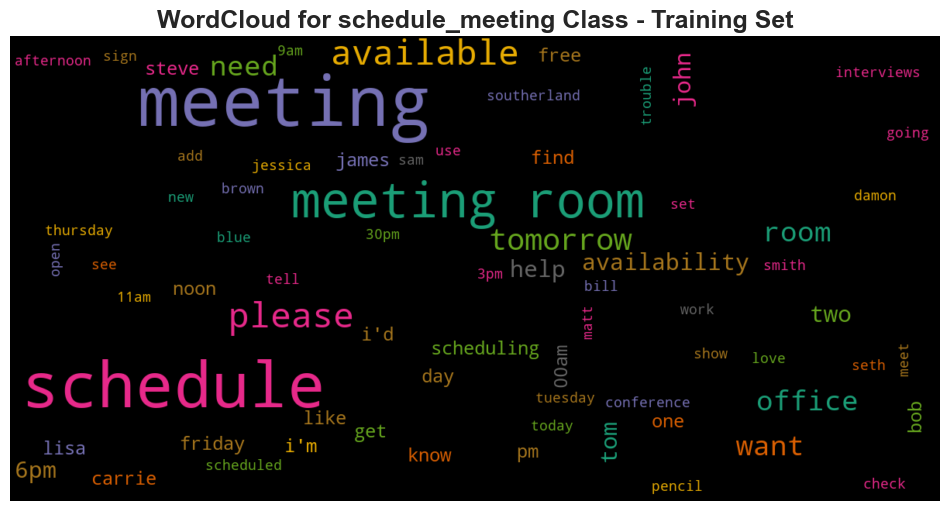 WordCloud for schedule_meeting Class - Training Set
afternoon
sign
steve
need
9am
available
free
trouble
john
interviews
meeting
southerland
going
add
jessica
james
sam
use
find
new
brown
meeting room
set
damon
thursday
blue
30pm
tomorrow
room
open
see
tell
3pm
help
availability
smith
11am
noon
bill
please
i'd
matt
work
two
scheduling
00am
show
love
seth
meet
schedule
day
tuesday
conference
office
bob
like
get
today
tom
one
lisa
friday
i'm
know
pm
want
6pm
carrie
scheduled
pencil
check